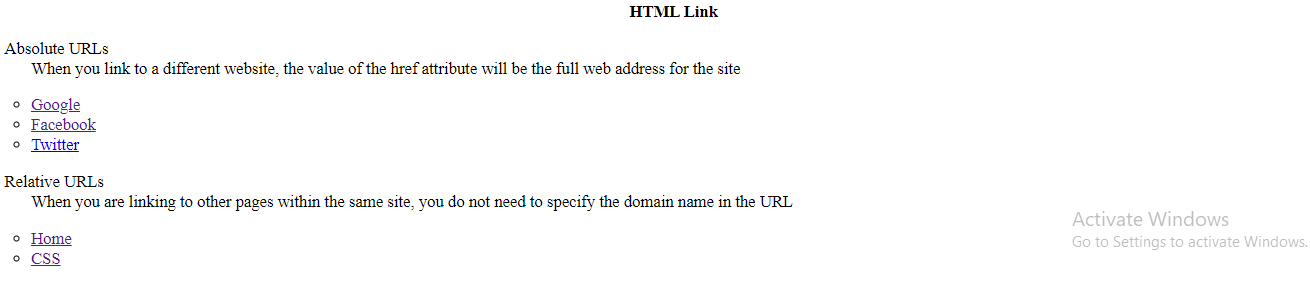 HTML Link
Absolute URLs
When you link to a different website, the value of the href attribute will be the full web address for the site
Google
Facebook
Twitter
Relative URLs
When you are linking to other pages within the same site, you do not need to specify the domain name in the URL
Home
CSS
Activate Windows
Go to Settings to activate Windows.